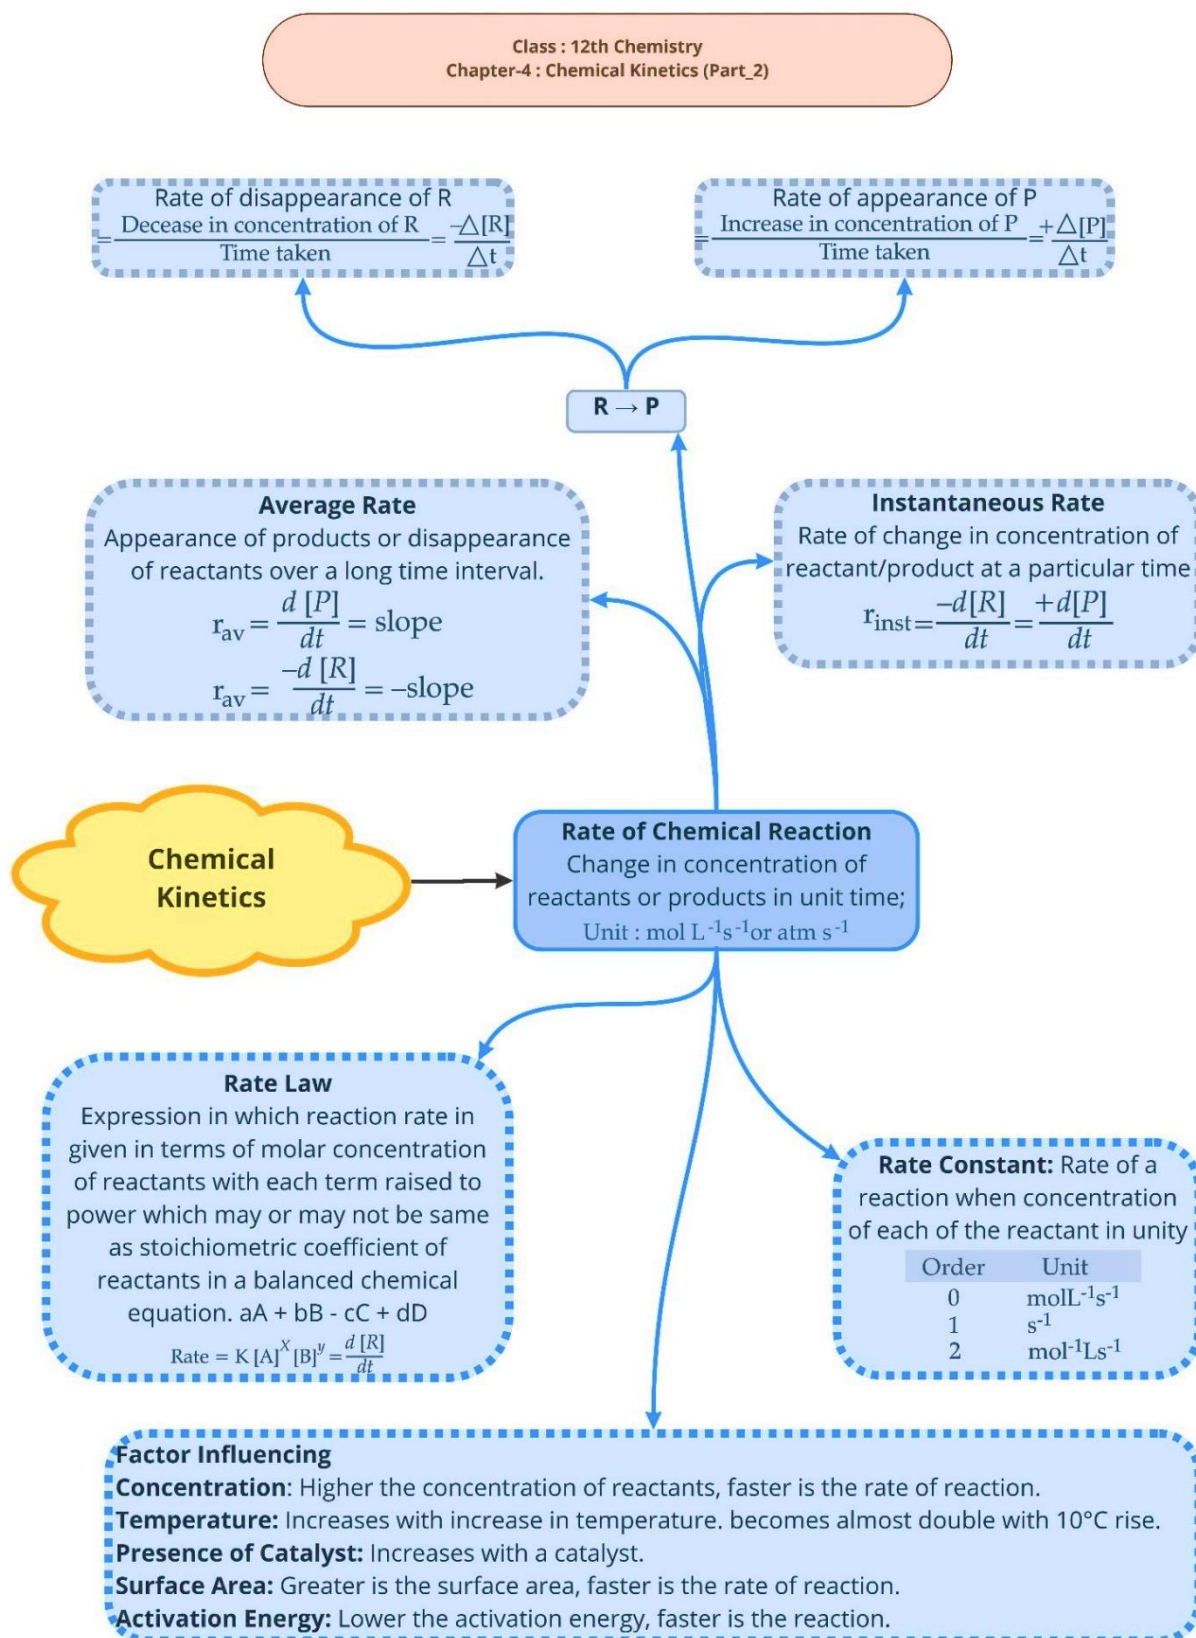 Class : 12th Chemistry
Chapter-4 : Chemical Kinetics (Part_2)
Rate of disappearance of R
= Decease in concentration of R / Time taken = –△[R] / △t
Rate of appearance of P
= Increase in concentration of P / Time taken = +△[P] / △t
R → P
Average Rate
Appearance of products or disappearance
of reactants over a long time interval.
r_av = d [P] / dt = slope
r_av = –d [R] / dt = –slope
Instantaneous Rate
Rate of change in concentration of
reactant/product at a particular time
r_inst = –d[R] / dt = +d[P] / dt
Chemical
Kinetics
Rate of Chemical Reaction
Change in concentration of
reactants or products in unit time;
Unit : mol L⁻¹s⁻¹or atm s⁻¹
Rate Law
Expression in which reaction rate in
given in terms of molar concentration
of reactants with each term raised to
power which may or may not be same
as stoichiometric coefficient of
reactants in a balanced chemical
equation. aA + bB - cC + dD
Rate = K [A]^x [B]^y = d [R] / dt
Rate Constant: Rate of a
reaction when concentration
of each of the reactant in unity
Order Unit
0 molL⁻¹s⁻¹
1 s⁻¹
2 mol⁻¹Ls⁻¹
Factor Influencing
Concentration: Higher the concentration of reactants, faster is the rate of reaction.
Temperature: Increases with increase in temperature. becomes almost double with 10°C rise.
Presence of Catalyst: Increases with a catalyst.
Surface Area: Greater is the surface area, faster is the rate of reaction.
Activation Energy: Lower the activation energy, faster is the reaction.